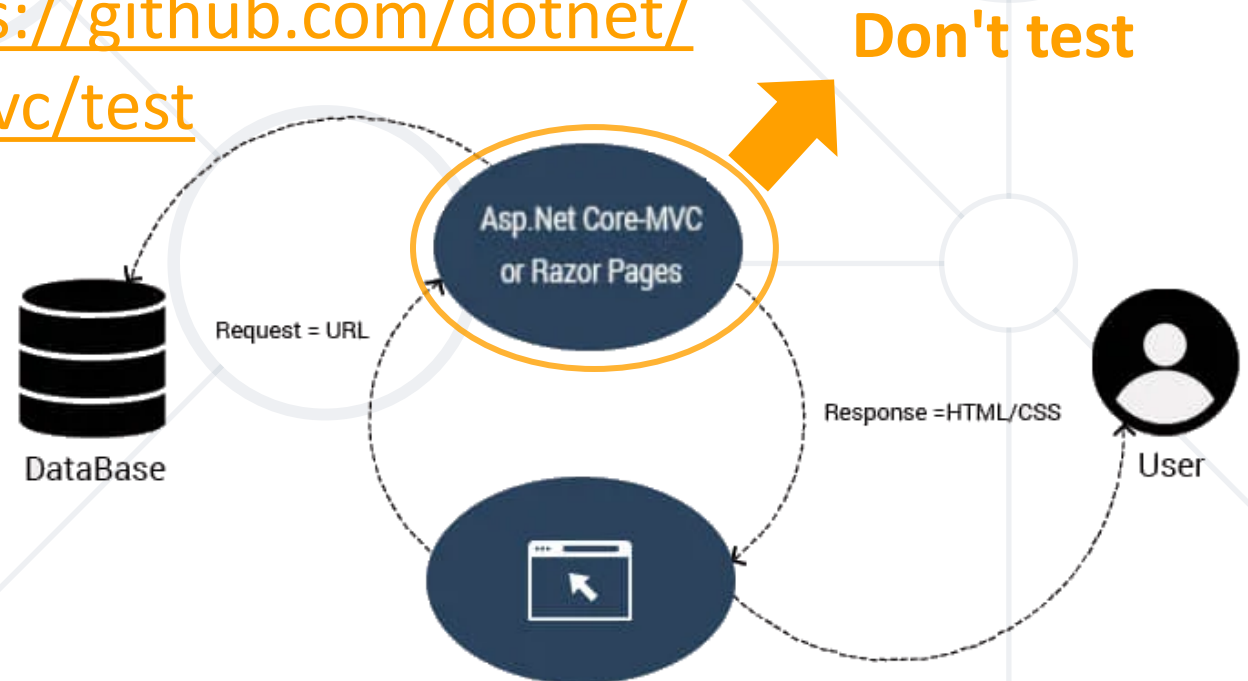 s://github.com/dotnet/
vc/test
Don't test
Asp.Net Core-MVC
or Razor Pages
Request = URL
Response =HTML/CSS
DataBase
User